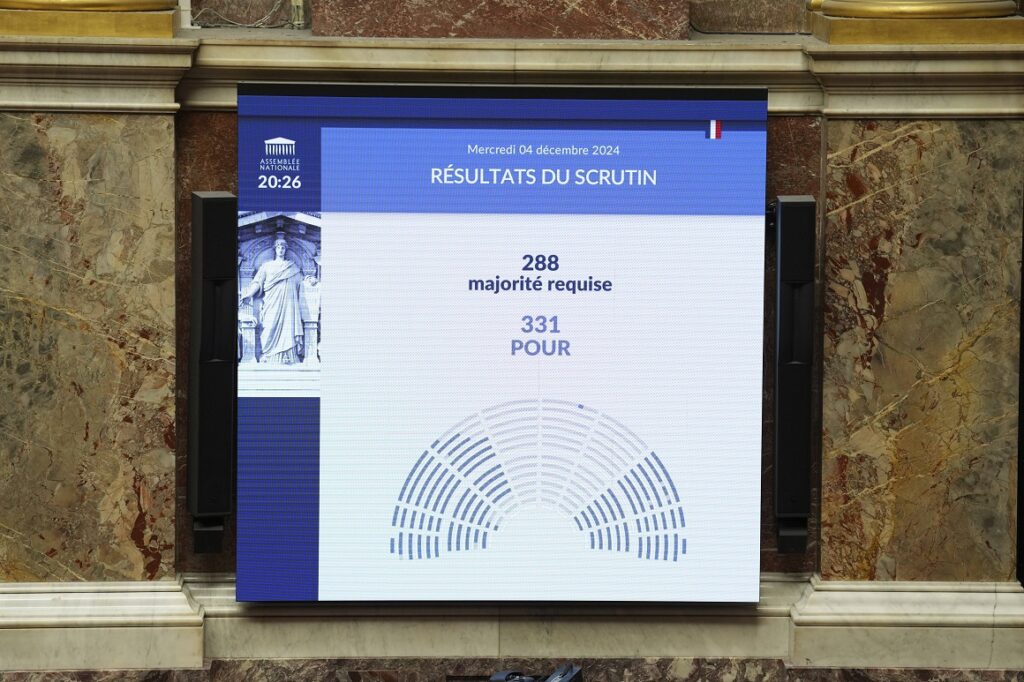 ASSEMBLÉE
NATIONALE
20:26
Mercredi 04 décembre 2024
RÉSULTATS DU SCRUTIN
288
majorité requise
331
POUR